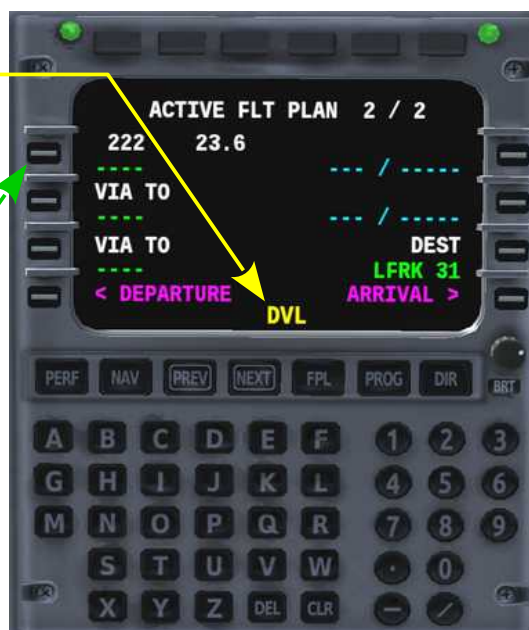 ACTIVE FLT PLAN 2 / 2
222 23.6
---- --- / -----
VIA TO
---- --- / -----
VIA TO DEST
---- LFRK 31
< DEPARTURE ARRIVAL >
DVL
PERF NAV PREV NEXT FPL PROG DIR BRT
A B C D E F 1 2 3
G H I J K L 4 5 6
M N O P Q R 7 8 9
S T U V W · 0
X Y Z DEL CLR — /